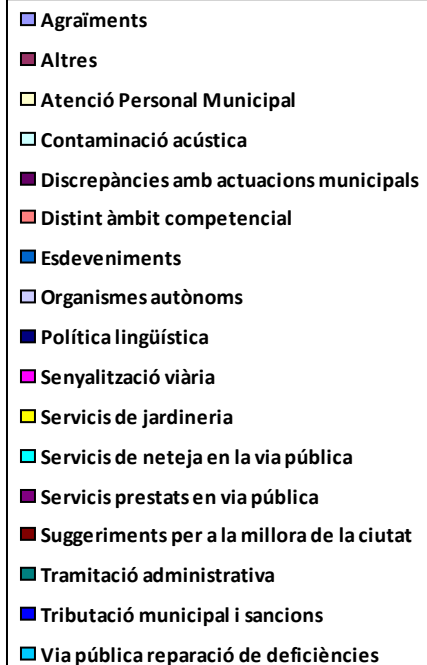 Agraïments
Altres
Atenció Personal Municipal
Contaminació acústica
Discrepàncies amb actuacions municipals
Distint àmbit competencial
Esdeveniments
Organismes autònoms
Política lingüística
Senyalització viària
Servicis de jardineria
Servicis de neteja en la via pública
Servicis prestats en via pública
Suggeriments per a la millora de la ciutat
Tramitació administrativa
Tributació municipal i sancions
Via pública reparació de deficiències